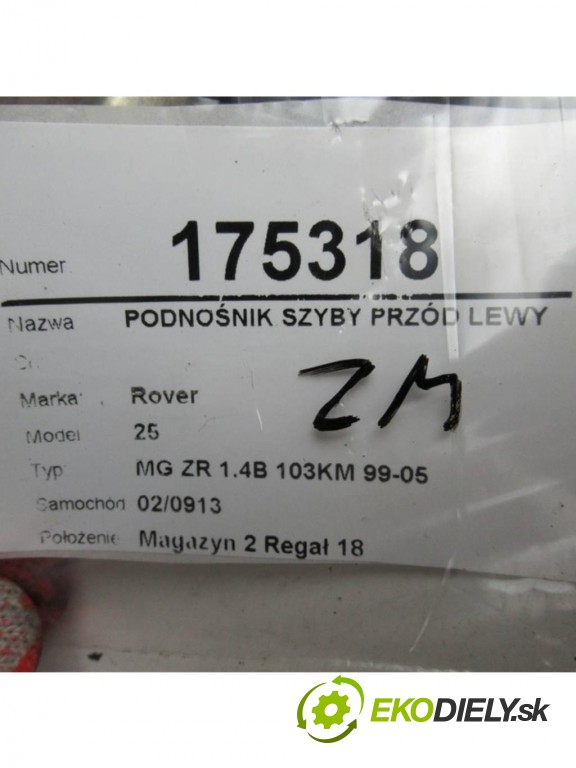 Numer 175318
Nazwa PODNOŚNIK SZYBY PRZÓD LEWY
Marka: Rover
Model 25
Typ: MG ZR 1.4B 103KM 99-05
Samochód 02/0913
Położenie Magazyn 2 Regał 18
ZM
EKODIELY.sk